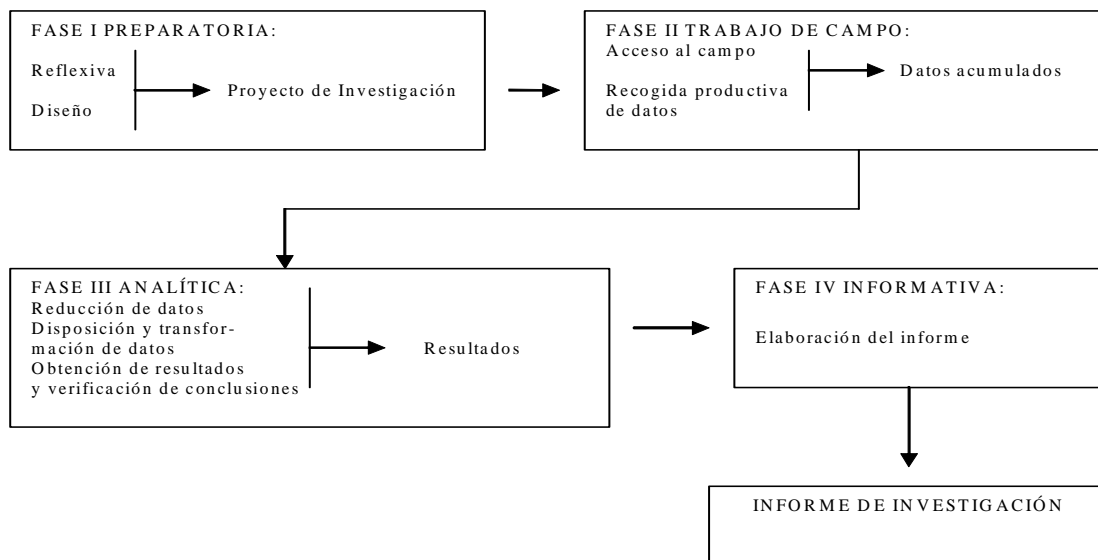 FASE I PREPARATORIA:
Reflexiva
Diseño
Proyecto de Investigación
FASE II TRABAJO DE CAMPO:
Acceso al campo
Recogida productiva
de datos
Datos acumulados
FASE III ANALÍTICA:
Reducción de datos
Disposición y transfor-
mación de datos
Obtención de resultados
y verificación de conclusiones
Resultados
FASE IV INFORMATIVA:
Elaboración del informe
INFORME DE INVESTIGACIÓN